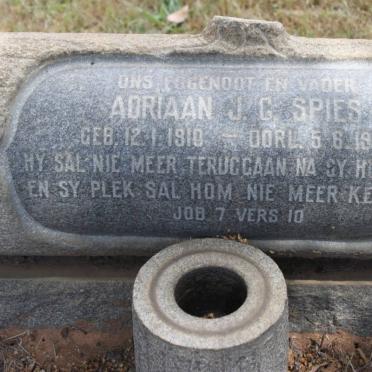 ONS EGGENOOT EN VADER
ADRIAAN J. C. SPIES
GEB. 12.1.1910 — OORL. 5.6.19
HY SAL NIE MEER TERUGGAAN NA SY H
EN SY PLEK SAL HOM NIE MEER KE
JOB 7 VERS 10